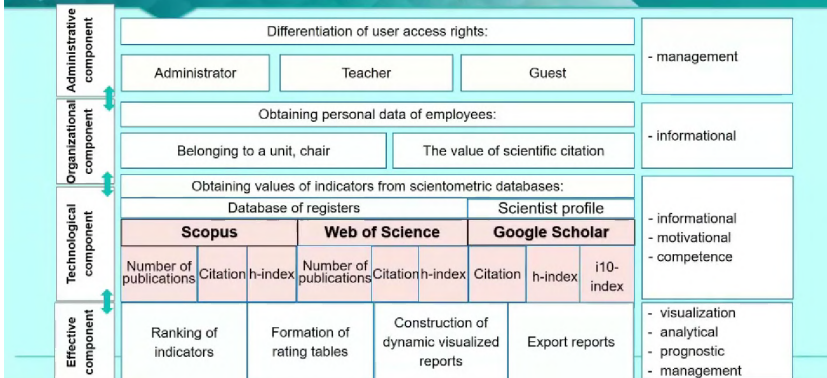 Administrative
component
Differentiation of user access rights:
Administrator
Teacher
Guest
- management
Organizational
component
Obtaining personal data of employees:
Belonging to a unit, chair
The value of scientific citation
- informational
Technological
component
Obtaining values of indicators from scientometric databases:
Database of registers
Scientist profile
Scopus
Web of Science
Google Scholar
Number of
publications
Citation
h-index
Number of
publications
Citation
h-index
Citation
h-index
i10-
index
- informational
- motivational
- competence
Effective
component
Ranking of
indicators
Formation of
rating tables
Construction of
dynamic visualized
reports
Export reports
- visualization
- analytical
- prognostic
- management